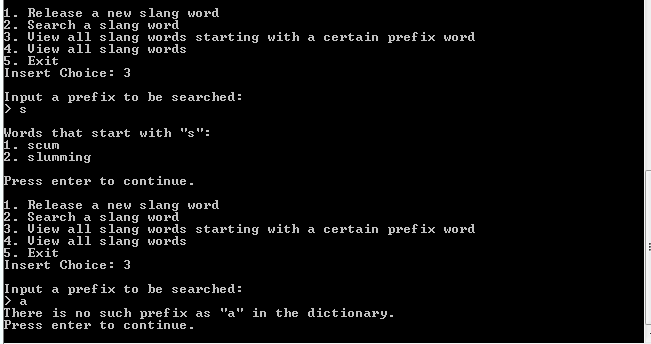 1. Release a new slang word
2. Search a slang word
3. View all slang words starting with a certain prefix word
4. View all slang words
5. Exit
Insert Choice: 3
Input a prefix to be searched:
> s
Words that start with "s":
1. scum
2. slumming
Press enter to continue.
1. Release a new slang word
2. Search a slang word
3. View all slang words starting with a certain prefix word
4. View all slang words
5. Exit
Insert Choice: 3
Input a prefix to be searched:
> a
There is no such prefix as "a" in the dictionary.
Press enter to continue.